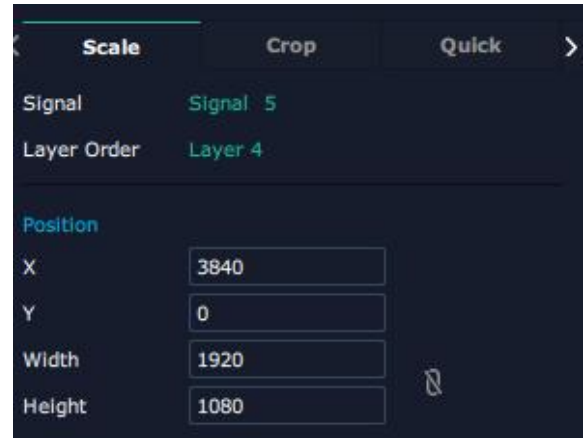 Scale Crop Quick
Signal Signal 5
Layer Order Layer 4
Position
X 3840
Y 0
Width 1920
Height 1080